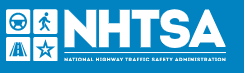 NHTSA
NATIONAL HIGHWAY TRAFFIC SAFETY ADMINISTRATION